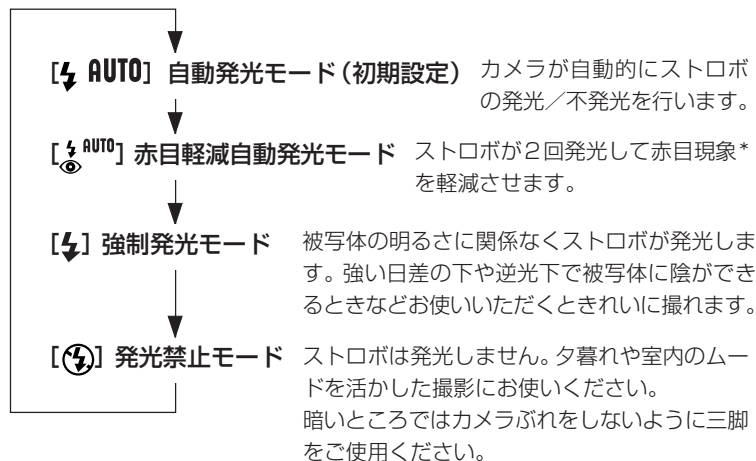 [⚡ AUTO] 自動発光モード（初期設定） カメラが自動的にストロボ
の発光／不発光を行います。
[⚡👁 AUTO] 赤目軽減自動発光モード ストロボが2回発光して赤目現象*
を軽減させます。
[⚡] 強制発光モード 被写体の明るさに関係なくストロボが発光しま
す。強い日差の下や逆光下で被写体に陰ができ
るときなどお使いいただくときれいに撮れます。
[🚫⚡] 発光禁止モード ストロボは発光しません。夕暮れや室内のムー
ドを活かした撮影にお使いください。
暗いところではカメラぶれをしないように三脚
をご使用ください。